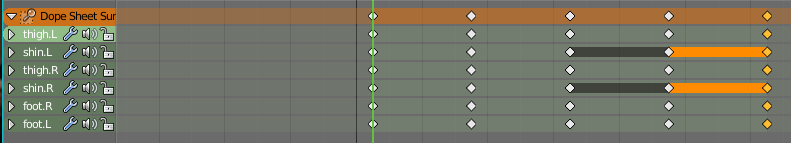 Dope Sheet Sur
thigh.L
shin.L
thigh.R
shin.R
foot.R
foot.L